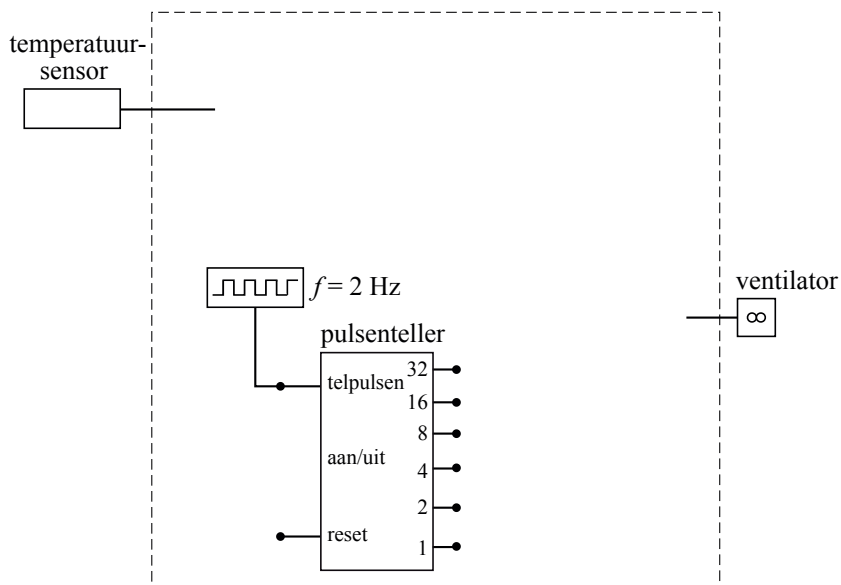 temperatuur-
sensor
f = 2 Hz
ventilator
∞
pulsenteller
telpulsen
aan/uit
reset
32
16
8
4
2
1